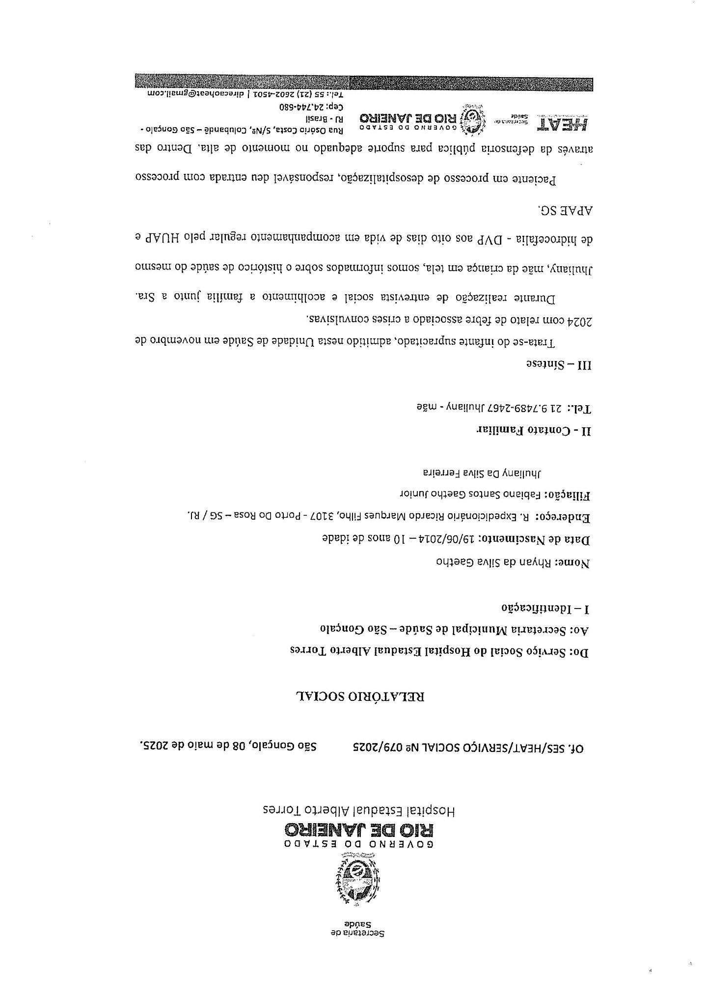 Secretaria de
Saúde
GOVERNO DO ESTADO
RIO DE JANEIRO
Hospital Estadual Alberto Torres
Of. SES/HEAT/SERVIÇO SOCIAL Nº 079/2025 São Gonçalo, 08 de maio de 2025.
RELATÓRIO SOCIAL
Do: Serviço Social do Hospital Estadual Alberto Torres
Ao: Secretaria Municipal de Saúde – São Gonçalo
I – Identificação
Nome: Rhyan da Silva Gaetho
Data de Nascimento: 19/06/2014 – 10 anos de idade
Endereço: R. Expedicionário Ricardo Marques Filho, 3107 - Porto Do Rosa – SG / RJ.
Filiação: Fabiano Santos Gaetho Junior
Jhuliany Da Silva Ferreira
II - Contato Familiar
Tel.: 21 9.7489-2467 Jhuliany - mãe
III – Síntese
Trata-se do infante supracitado, admitido nesta Unidade de Saúde em novembro de
2024 com relato de febre associado a crises convulsivas.
Durante realização de entrevista social e acolhimento a família junto a Sra.
Jhuliany, mãe da criança em tela, somos informados sobre o histórico de saúde do mesmo
de hidrocefalia - DVP aos oito dias de vida em acompanhamento regular pelo HUAP e
APAE SG.
Paciente em processo de desospitalização, responsável deu entrada com processo
através da defensoria pública para suporte adequado no momento de alta. Dentro das
HEAT
Secretaria de
Saúde
GOVERNO DO ESTADO
RIO DE JANEIRO
Rua Osório Costa, S/Nº, Colubandê – São Gonçalo -
RJ - Brasil
Cep: 24.744-680
Tel.: 55 (21) 2602-4501 | direcaoheat@gmail.com